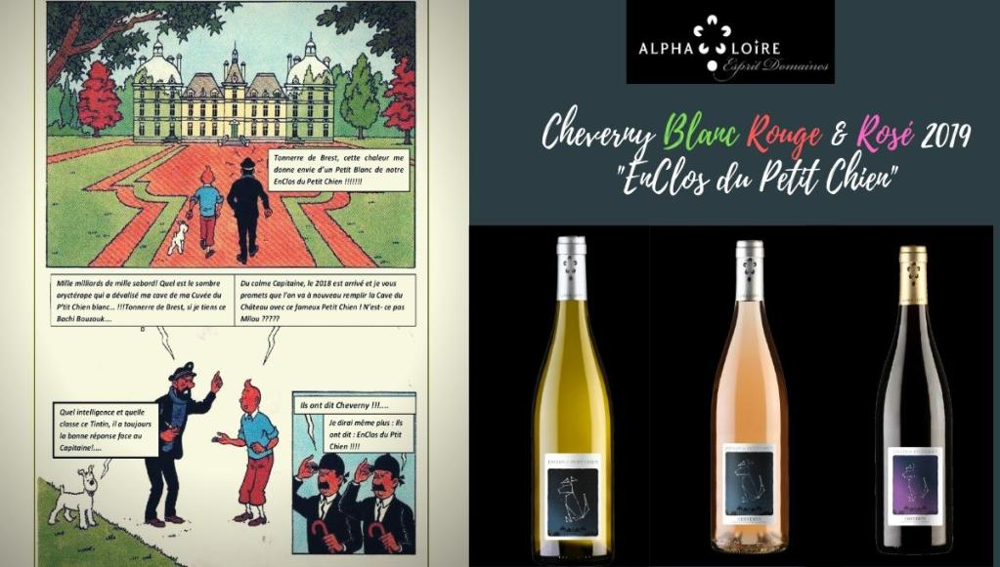 Tonnerre de Brest, cette chaleur me
donne envie d'un Petit Blanc de notre
EnClos du Petit Chien !!!!!!!
Mille milliards de mille sabord! Quel est le sombre
oryctérope qui a dévalisé ma cave de ma Cuvée du
P'tit Chien blanc... !!!Tonnerre de Brest, si je tiens ce
Bachi Bouzouk....
Du calme Capitaine, le 2018 est arrivé et je vous
promets que l'on va à nouveau remplir la Cave du
Château avec ce fameux Petit Chien ! N'est- ce pas
Milou ?????
Quel intelligence et quelle
classe ce Tintin, il a toujours
la bonne réponse face au
Capitaine!....
Ils ont dit Cheverny !!!....
Je dirai même plus : Ils
ont dit : EnClos du Ptit
Chien !!!!
ALPHA LOIRE
Esprit Domaines
Cheverny Blanc Rouge & Rosé 2019
"EnClos du Petit Chien"